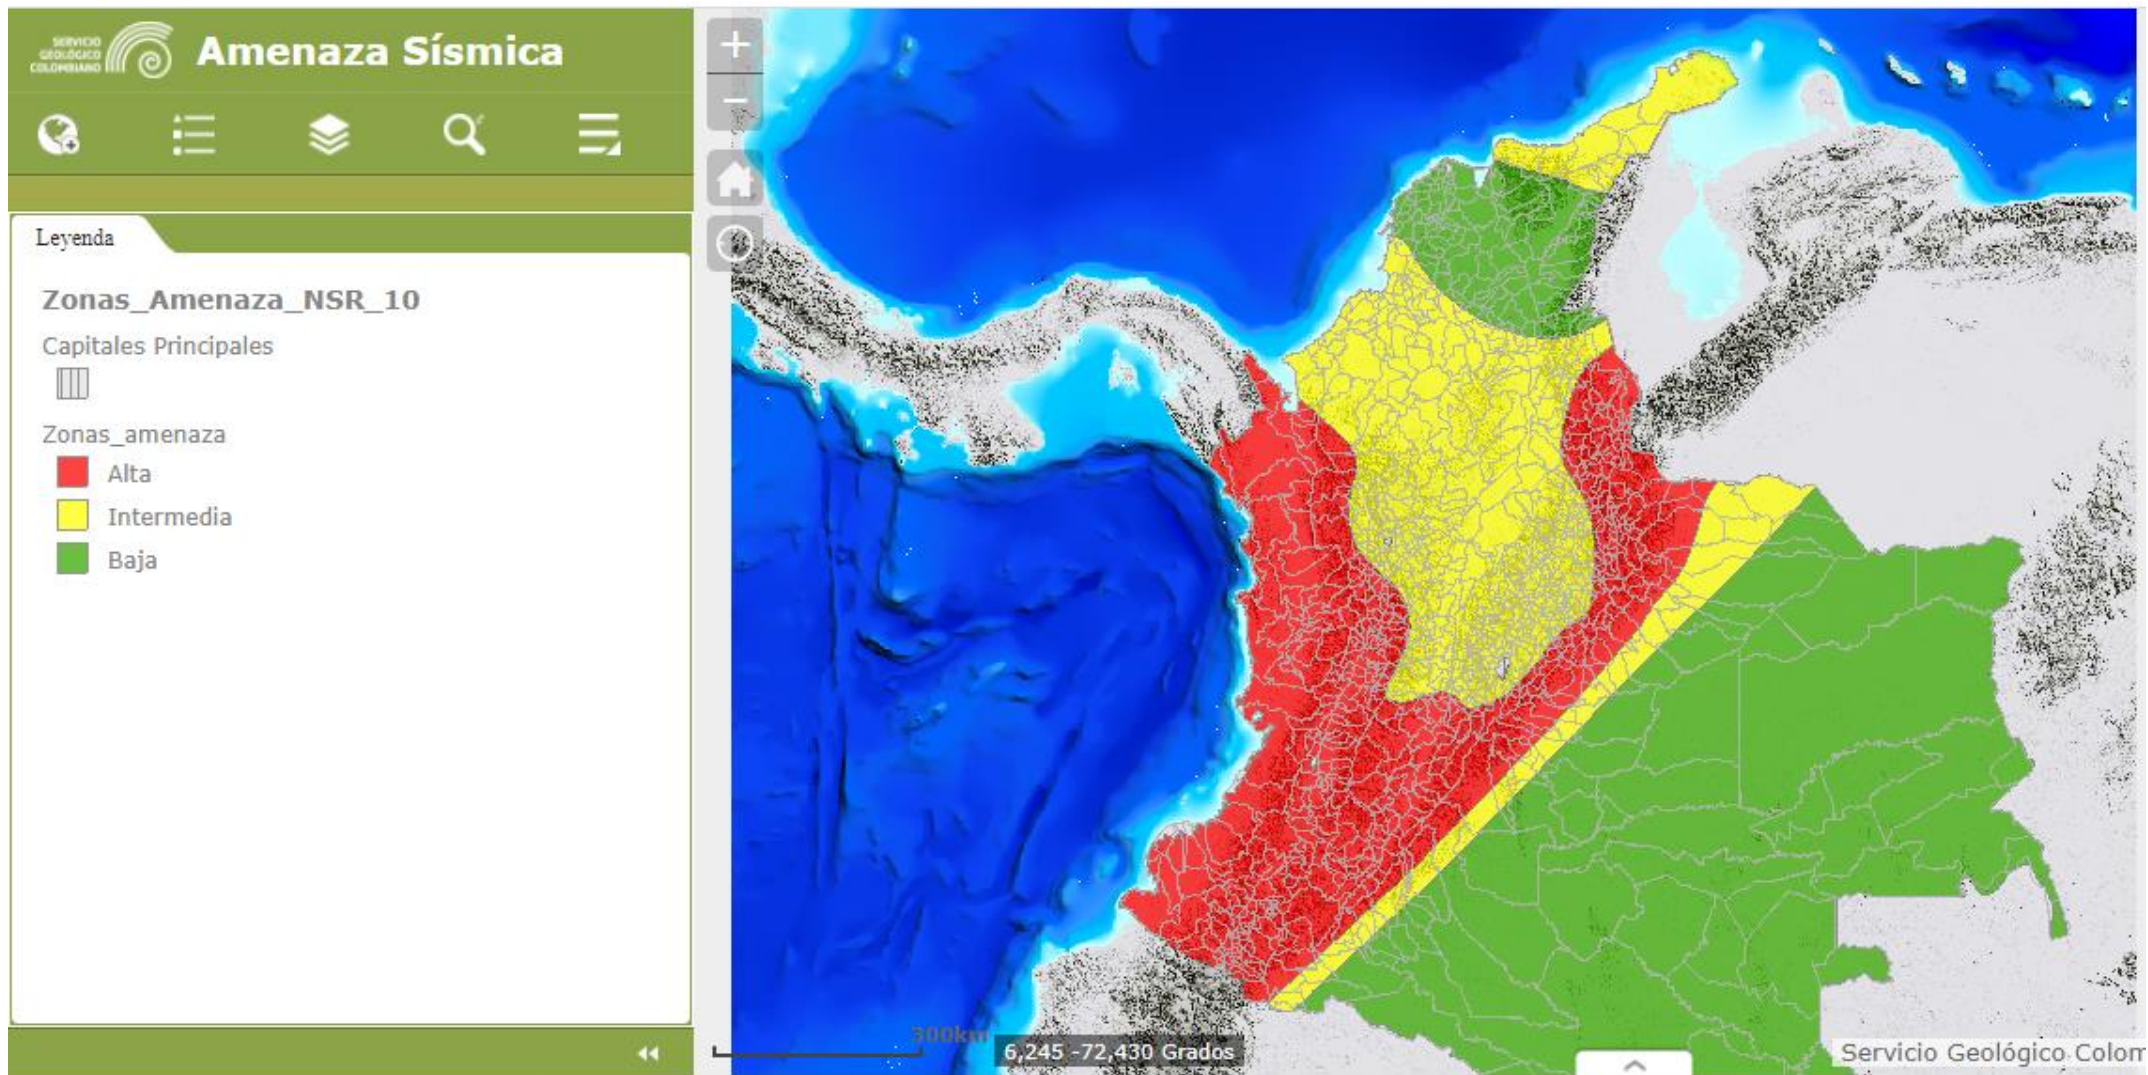 SERVICIO
GEOLÓGICO
COLOMBIANO
Amenaza Sísmica
Leyenda
Zonas_Amenaza_NSR_10
Capitales Principales
Zonas_amenaza
Alta
Intermedia
Baja
+
−
300km
6,245 -72,430 Grados
Servicio Geológico Colom